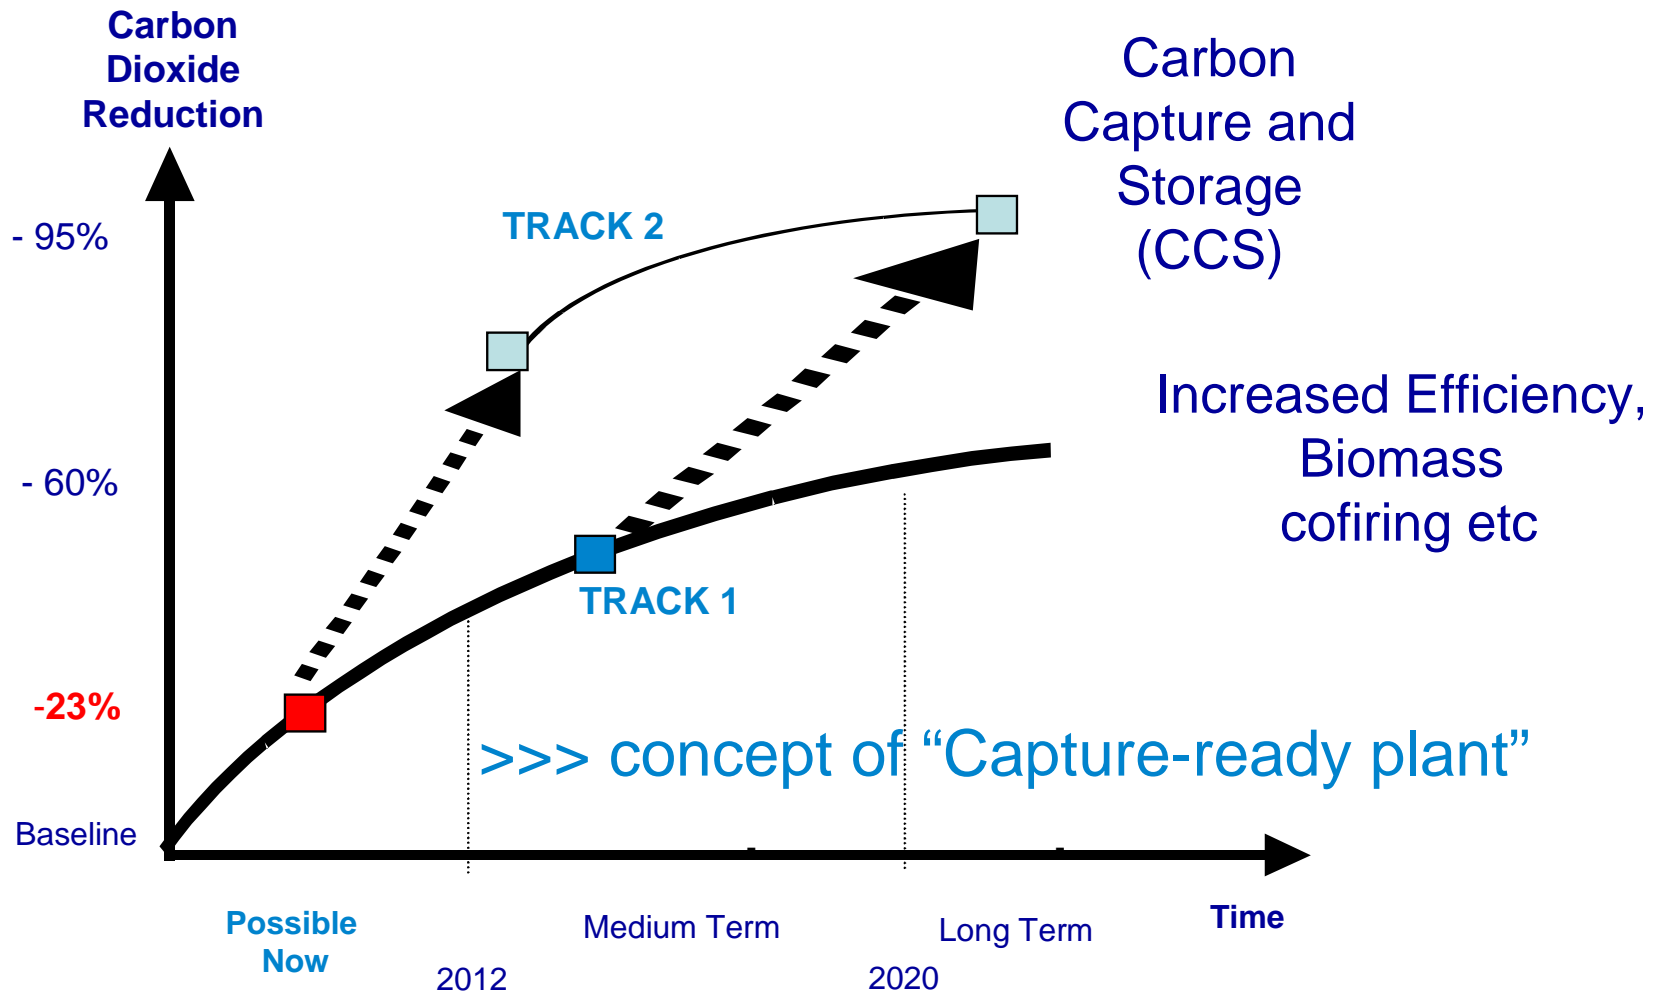 Carbon
Dioxide
Reduction
Carbon
Capture and
Storage
(CCS)
TRACK 2
- 95%
Increased Efficiency,
Biomass
cofiring etc
- 60%
TRACK 1
-23%
>>> concept of “Capture-ready plant”
Baseline
Possible
Now
Medium Term
Long Term
Time
2012
2020